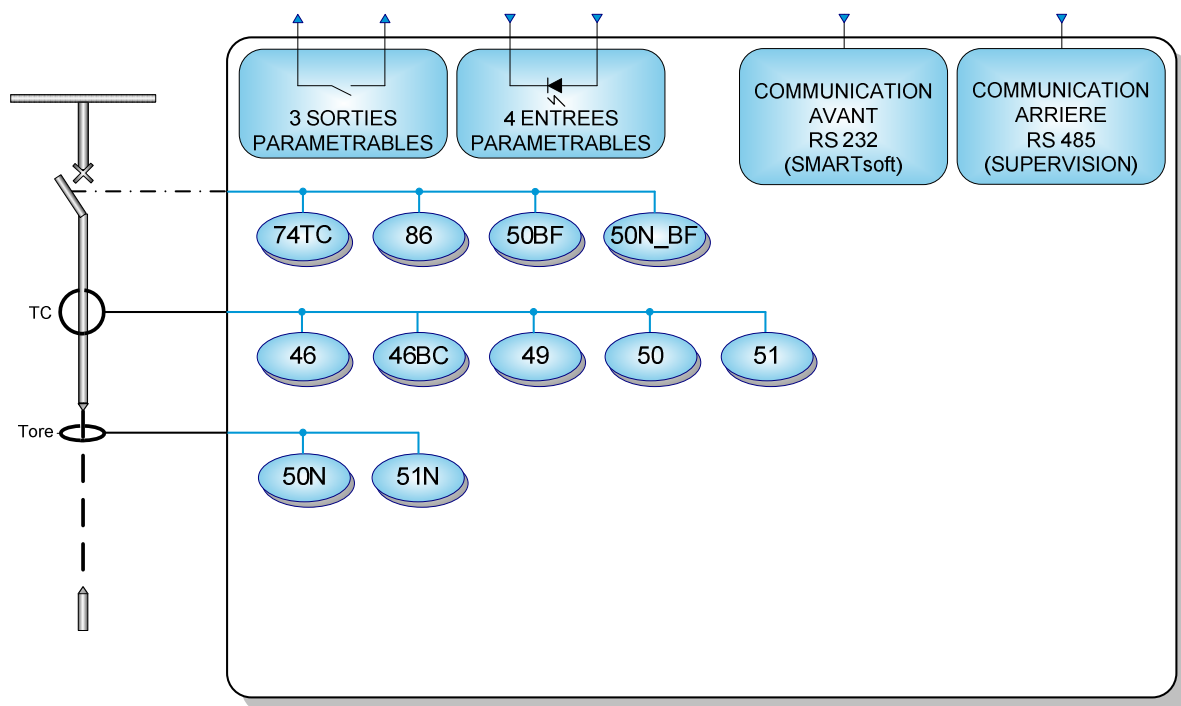 3 SORTIES
PARAMETRABLES
4 ENTREES
PARAMETRABLES
COMMUNICATION
AVANT
RS 232
(SMARTsoft)
COMMUNICATION
ARRIERE
RS 485
(SUPERVISION)
74TC
86
50BF
50N_BF
TC
46
46BC
49
50
51
Tore
50N
51N